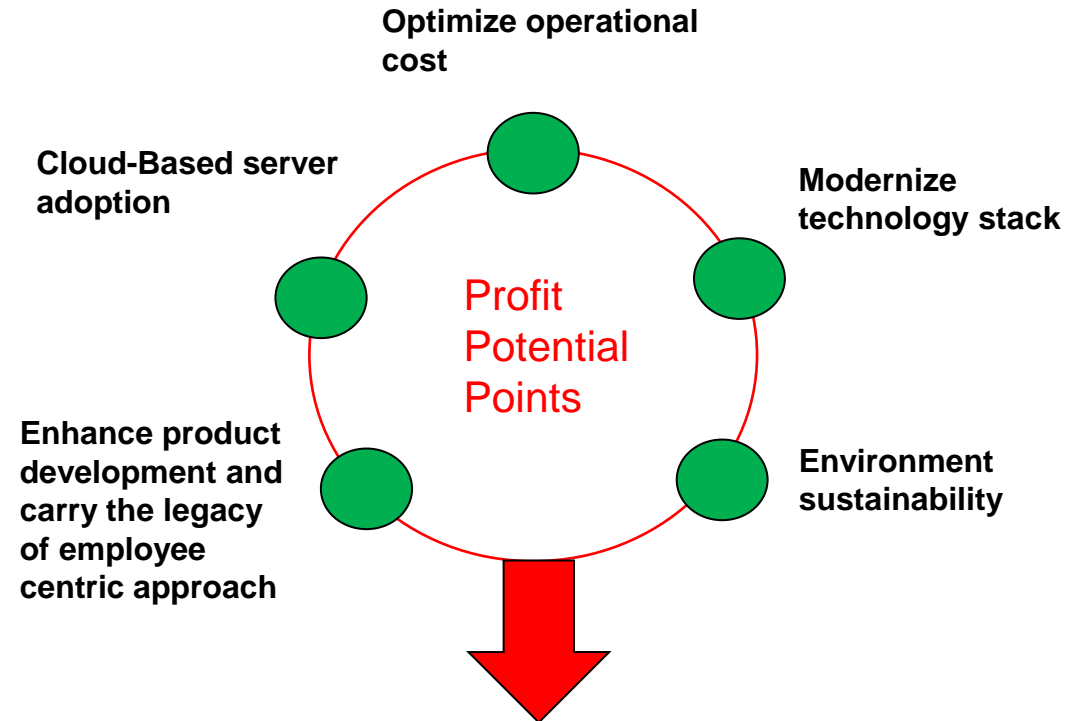 Optimize operational
cost
Cloud-Based server
adoption
Modernize
technology stack
Profit
Potential
Points
Enhance product
development and
carry the legacy
of employee
centric approach
Environment
sustainability